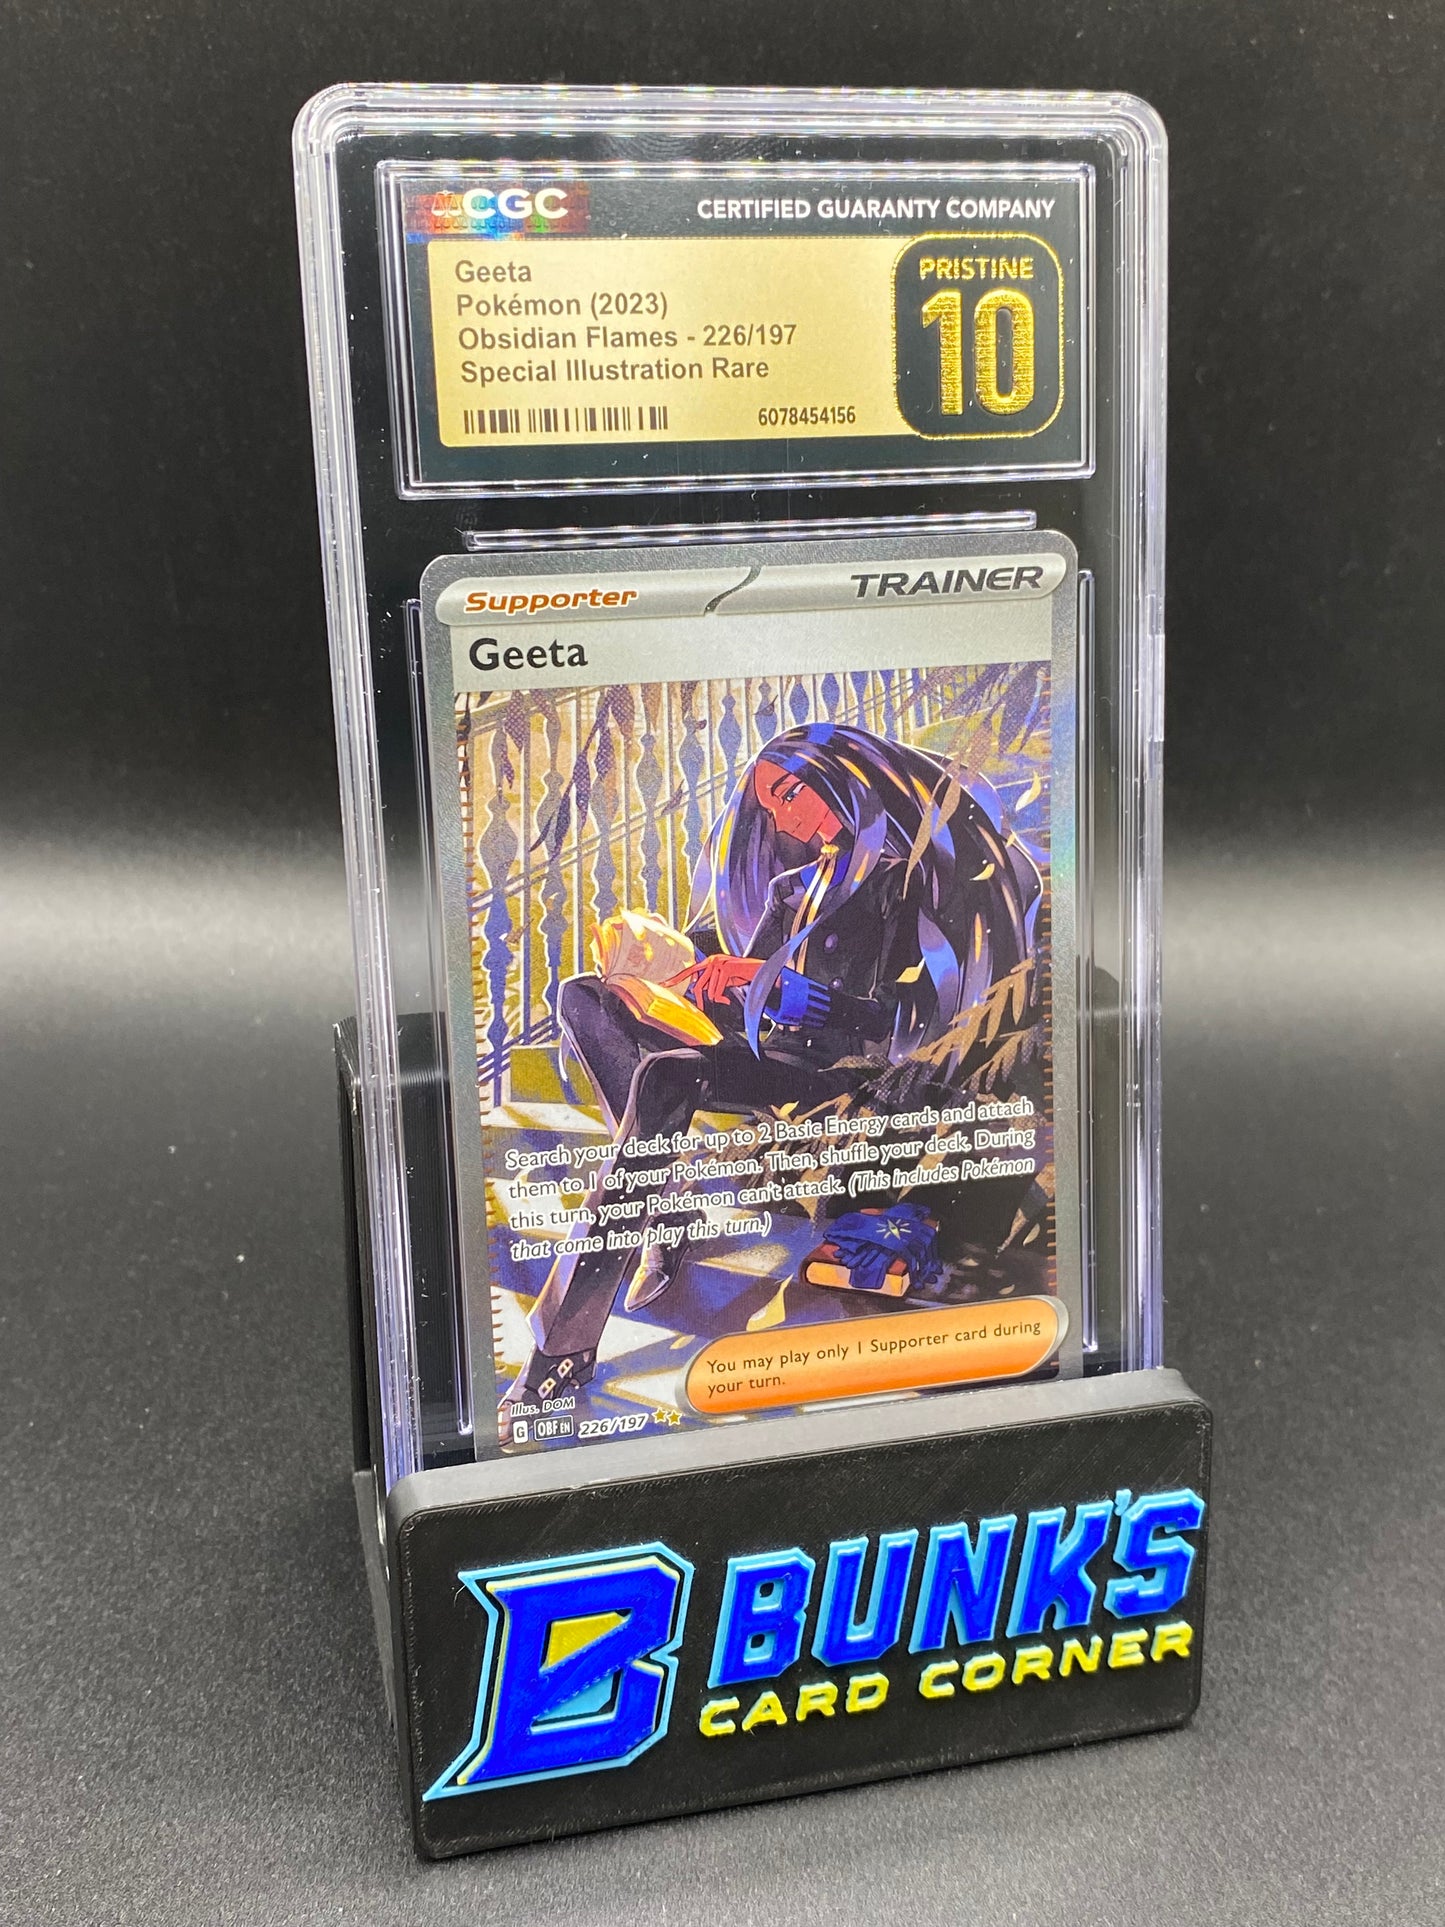 CGC
CERTIFIED GUARANTY COMPANY
Geeta
Pokémon (2023)
Obsidian Flames - 226/197
Special Illustration Rare
6078454156
PRISTINE
10
Supporter
TRAINER
Geeta
Search your deck for up to 2 Basic Energy cards and attach
them to 1 of your Pokémon. Then, shuffle your deck. During
this turn, your Pokémon can't attack. (This includes Pokémon
that come into play this turn.)
You may play only 1 Supporter card during
your turn.
Illus. DOM
G OBF EN 226/197
B
BUNK'S
CARD CORNER